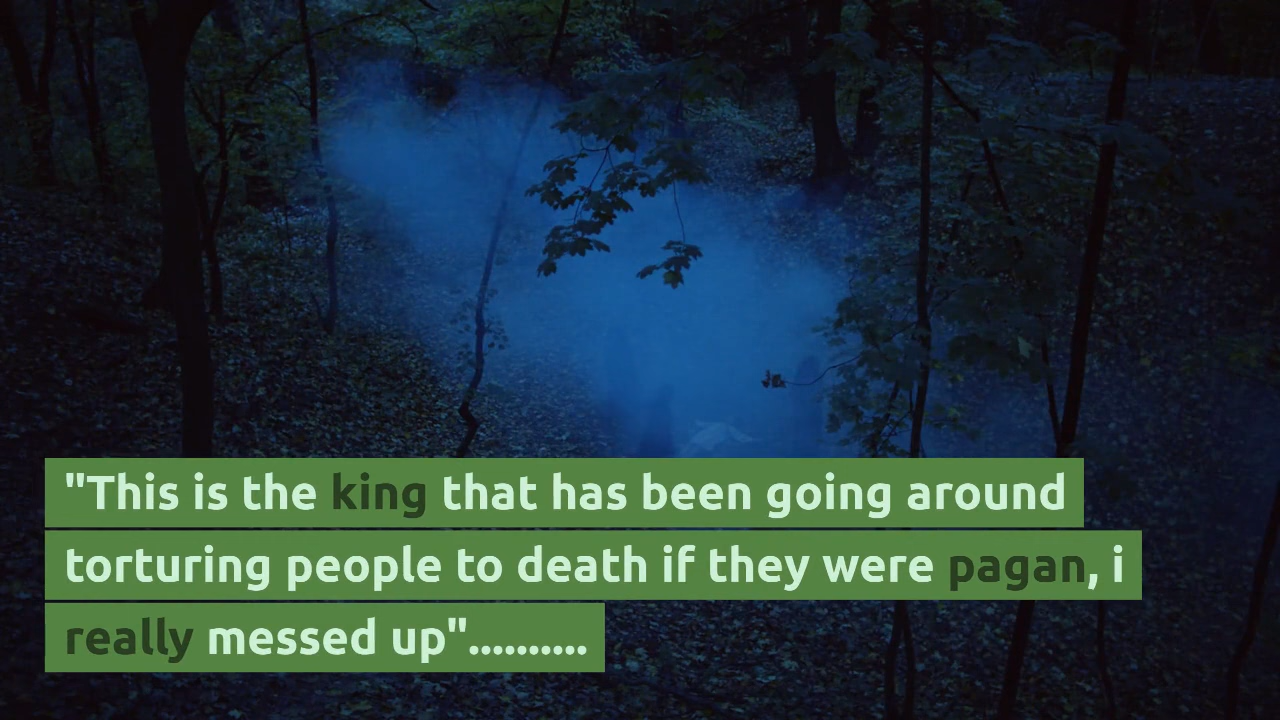 "This is the king that has been going around
torturing people to death if they were pagan, i
really messed up"..........